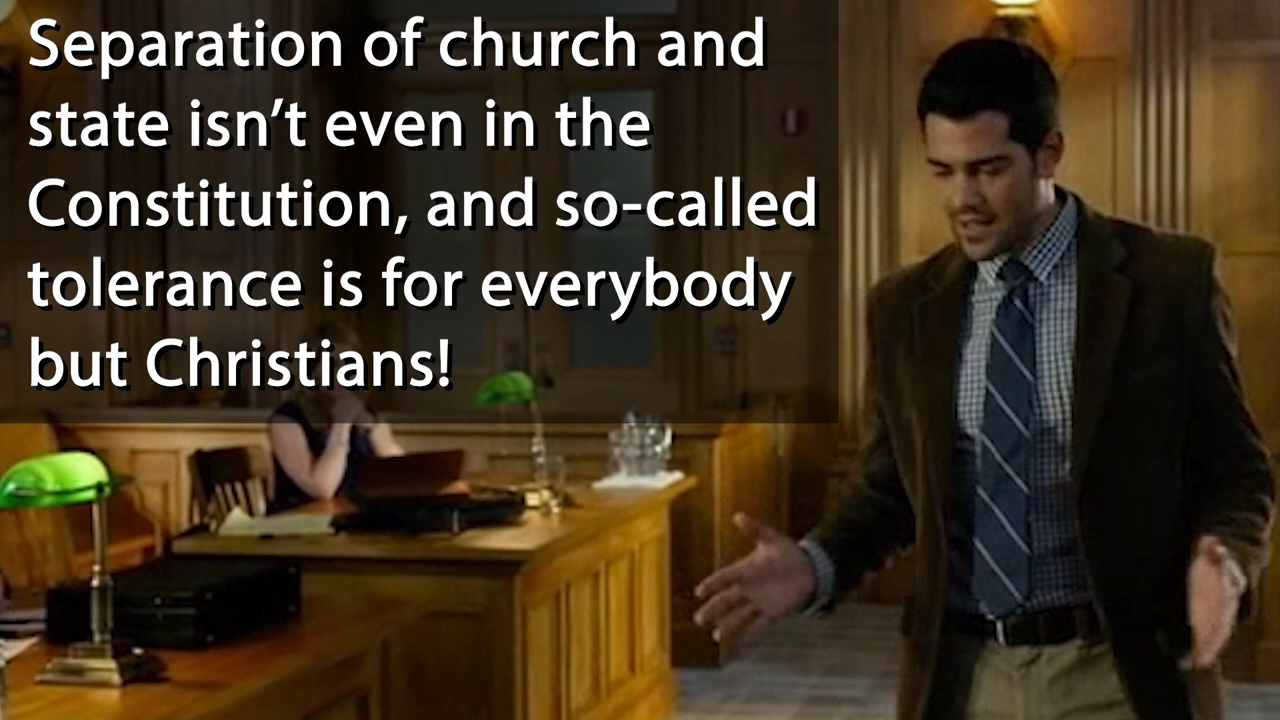 Separation of church and
state isn’t even in the
Constitution, and so-called
tolerance is for everybody
but Christians!